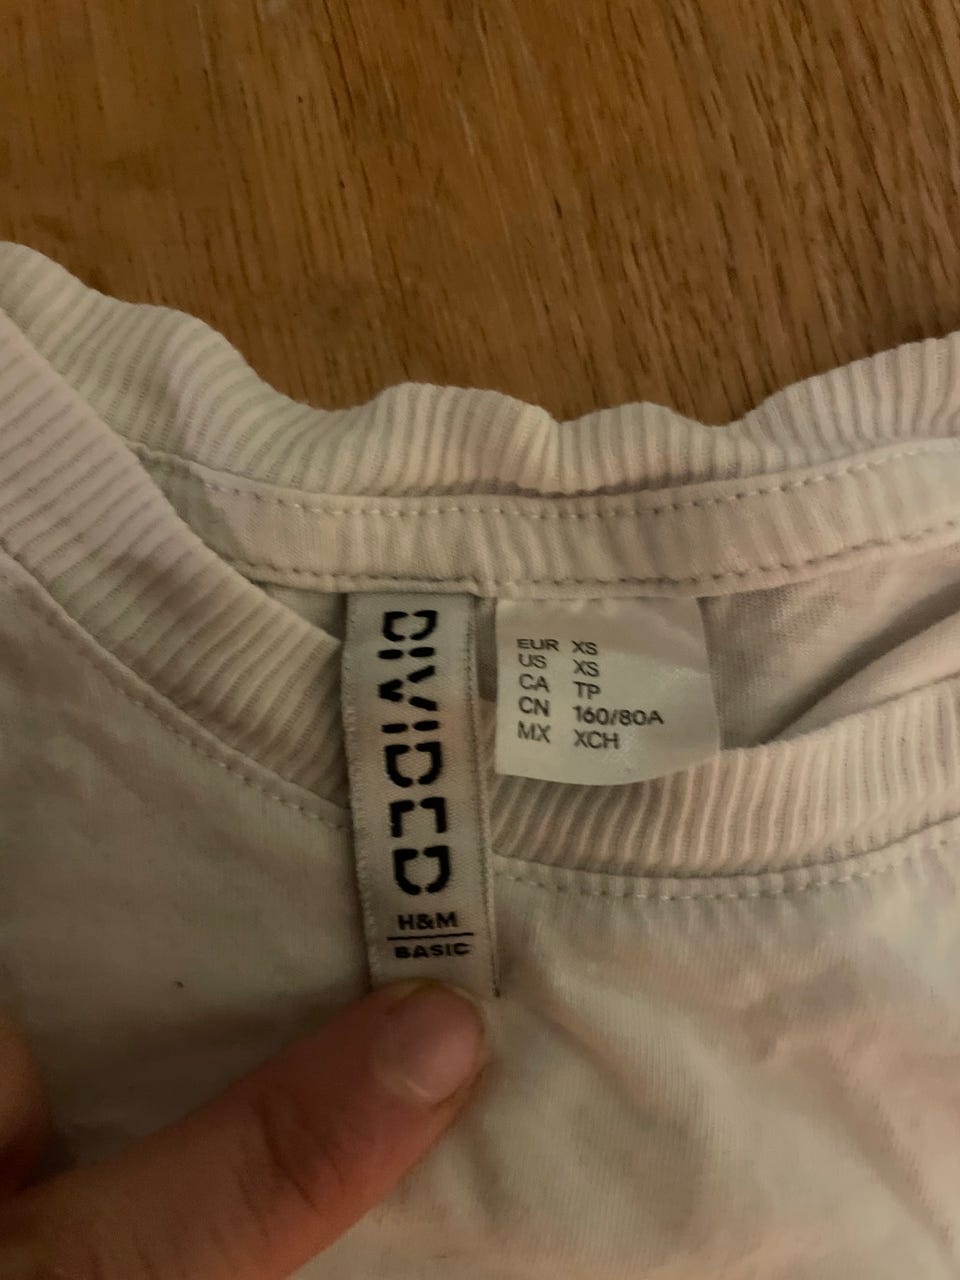 DIVIDED
H&M
BASIC
EUR XS
US XS
CA TP
CN 160/80A
MX XCH